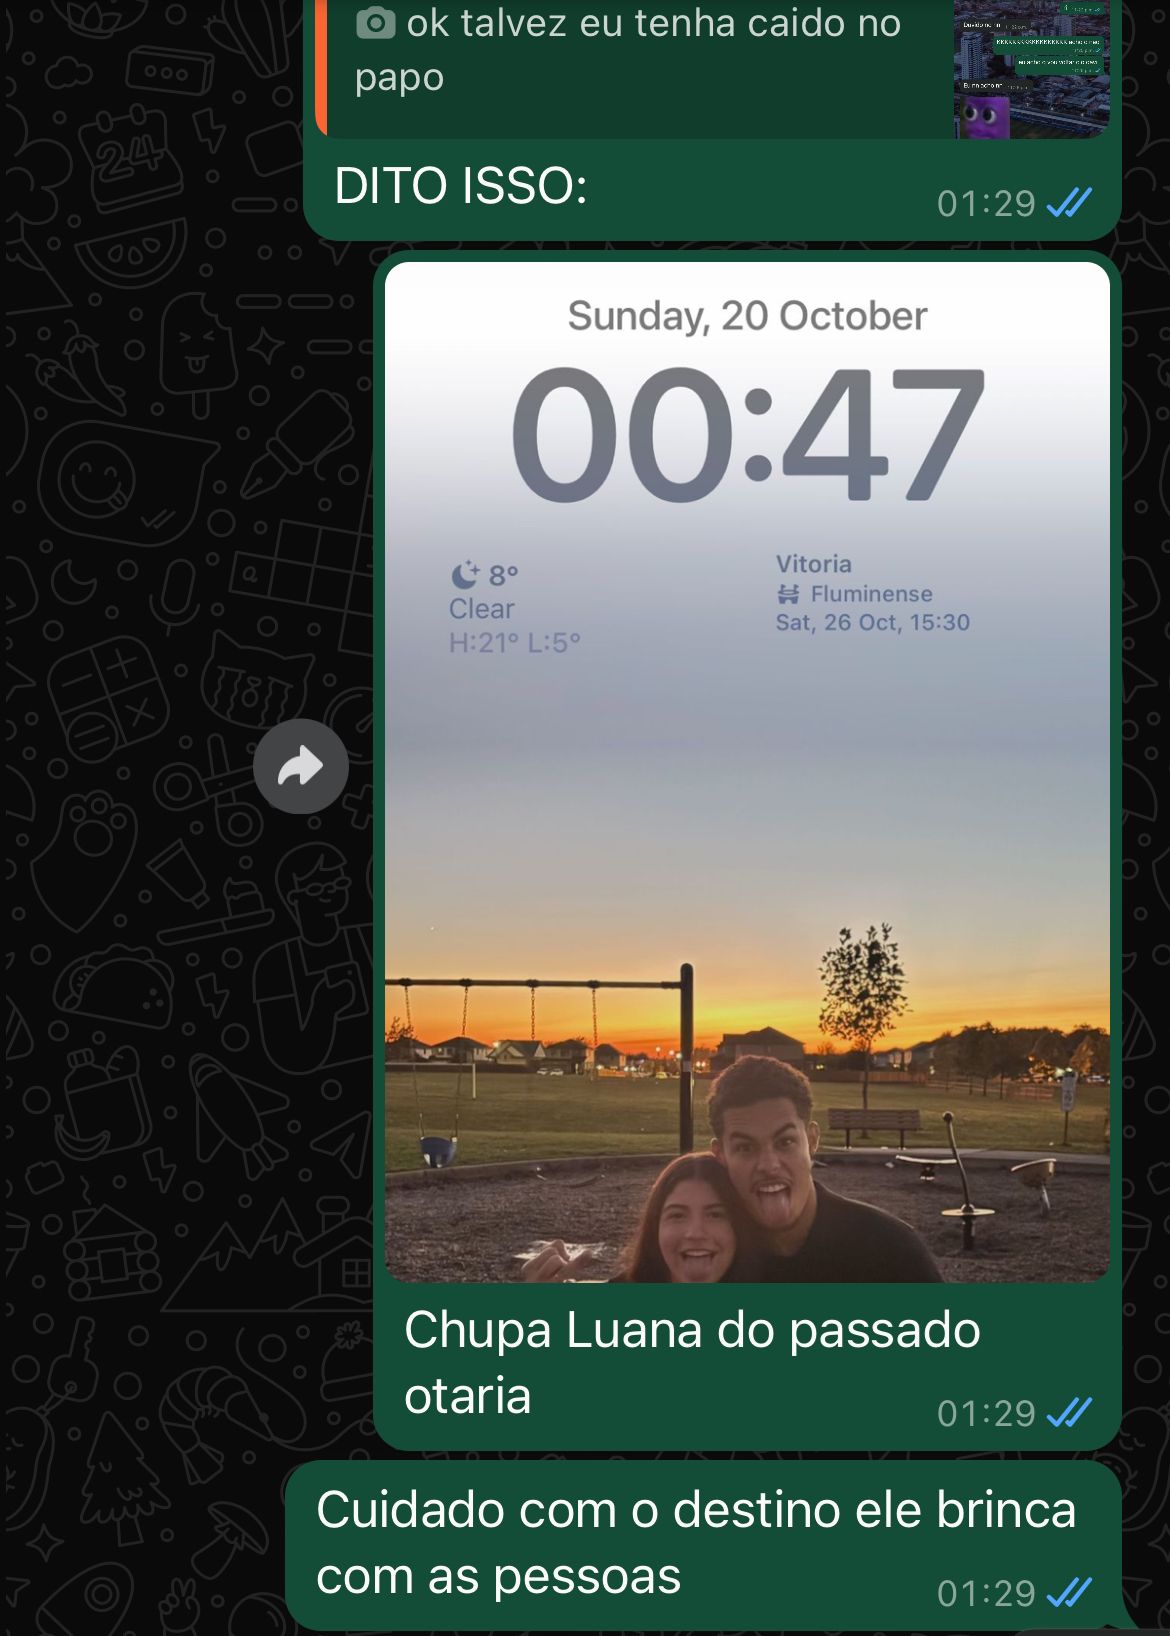 ok talvez eu tenha caido no
papo
DITO ISSO:
01:29
Sunday, 20 October
00:47
8°
Clear
H:21° L:5°
Vitoria
Fluminense
Sat, 26 Oct, 15:30
Chupa Luana do passado
otaria
01:29
Cuidado com o destino ele brinca
com as pessoas
01:29